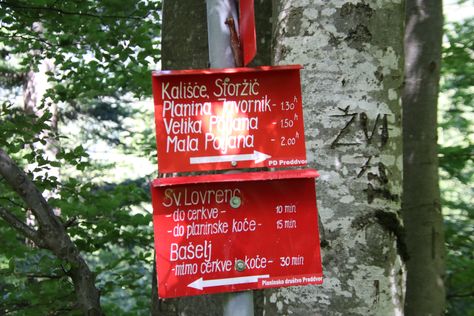 Kališče, Storžič
Planina Javornik - 1.30h
Velika Poljana - 1.50h
Mala Poljana - 2.00h
PD Preddvor
Sv Lovrenc
- do cerkve - 10 min
- do planinske koče - 15 min
Bašelj
- mimo cerkve in koče - 30 min
Planinsko društvo Preddvor